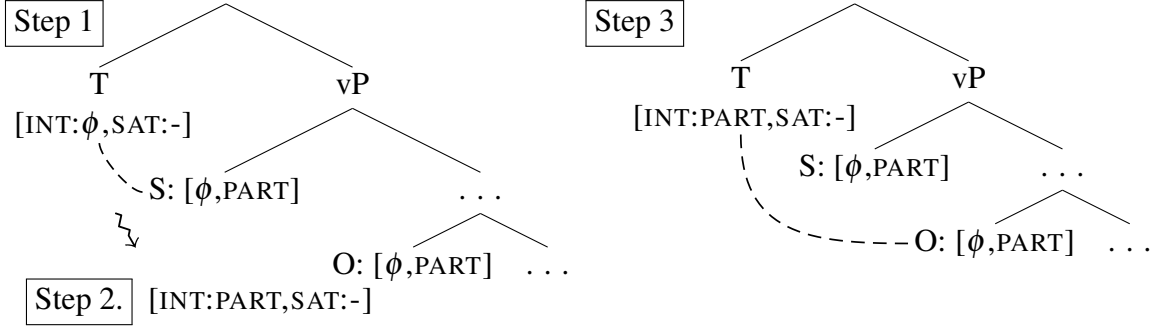 Step 1
T vP
[INT:ϕ,SAT:-]
S: [ϕ,PART] . . .
O: [ϕ,PART] . . .
Step 2. [INT:PART,SAT:-]
Step 3
T vP
[INT:PART,SAT:-]
S: [ϕ,PART] . . .
O: [ϕ,PART] . . .